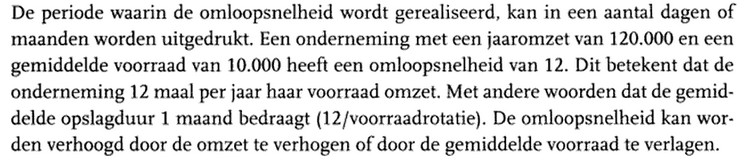 De periode waarin de omloopsnelheid wordt gerealiseerd, kan in een aantal dagen of
maanden worden uitgedrukt. Een onderneming met een jaaromzet van 120.000 en een
gemiddelde voorraad van 10.000 heeft een omloopsnelheid van 12. Dit betekent dat de
onderneming 12 maal per jaar haar voorraad omzet. Met andere woorden dat de gemid-
delde opslagduur 1 maand bedraagt (12/voorraadrotatie). De omloopsnelheid kan wor-
den verhoogd door de omzet te verhogen of door de gemiddelde voorraad te verlagen.